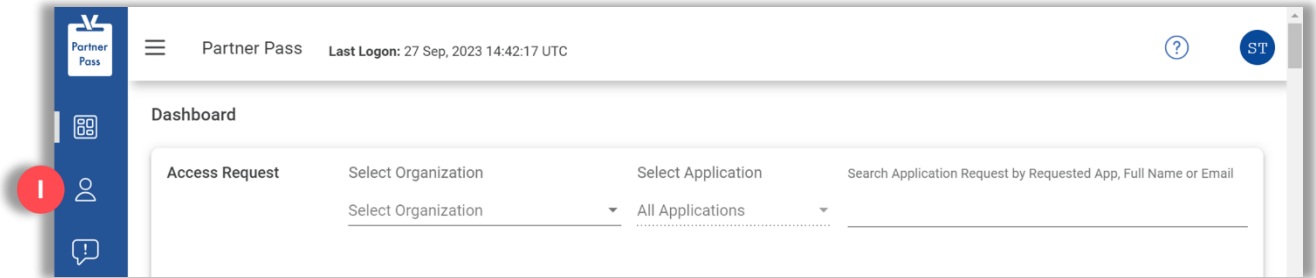 Partner
Pass
Partner Pass Last Logon: 27 Sep, 2023 14:42:17 UTC ? ST
Dashboard
Access Request Select Organization Select Application Search Application Request by Requested App, Full Name or Email
I
Select Organization All Applications
!